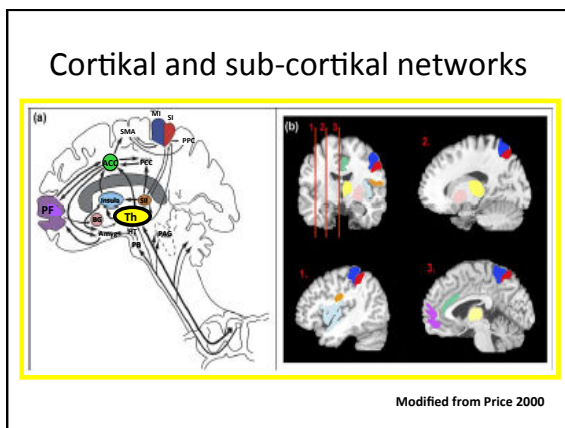 Cortikal and sub-cortikal networks
(a)
MI SI
SMA
PPC
ACC
PCC
PF
Insula
SII
BG
Th
Amyg
HT
PB
PAG
(b)
1 2 3
2.
1.
3.
Modified from Price 2000